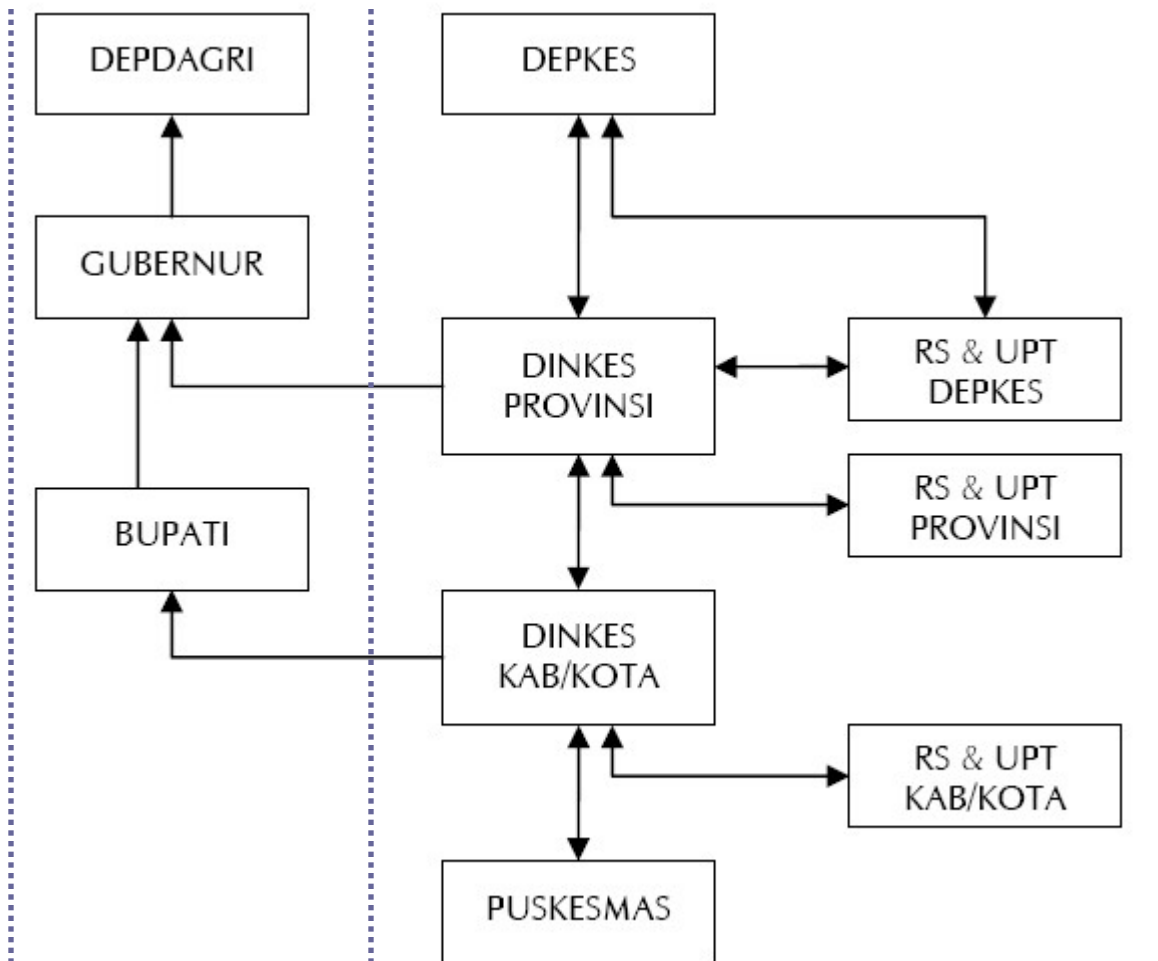 DEPDAGRI
DEPKES
GUBERNUR
DINKES
PROVINSI
RS & UPT
DEPKES
RS & UPT
PROVINSI
BUPATI
DINKES
KAB/KOTA
RS & UPT
KAB/KOTA
PUSKESMAS